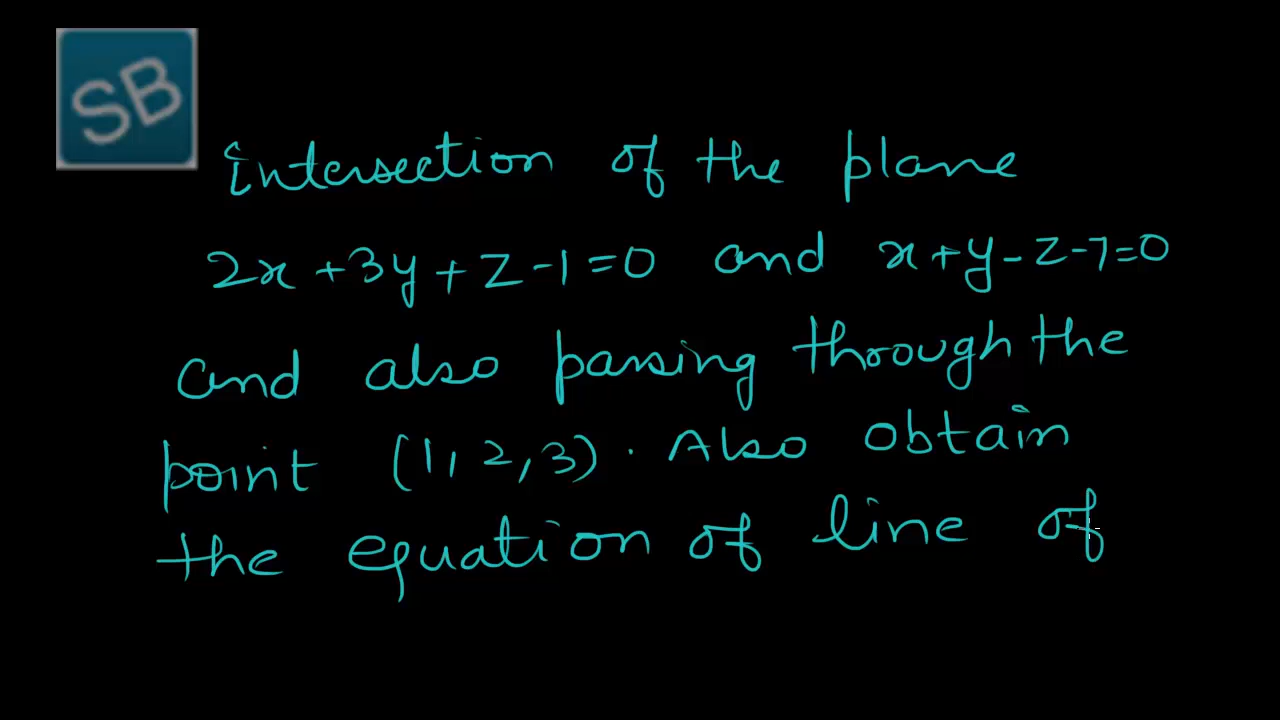 SB
intersection of the plane
2x+3y+z-1=0 and x+y-z-7=0
and also passing through the
point (1,2,3). Also obtain
the equation of line of